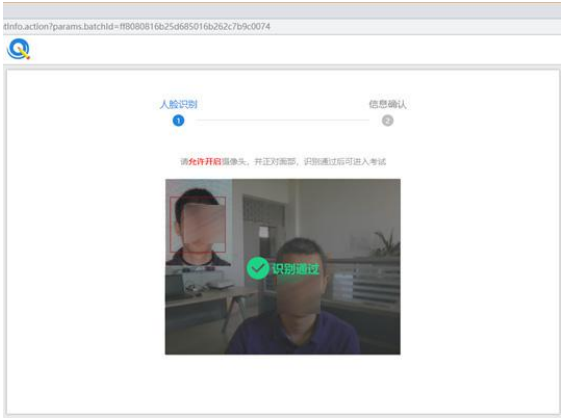 tInfo.action?params.batchId=ff8080816b25d685016b262c7b9c0074
人脸识别
信息确认
1
2
请允许开启摄像头，并正对面部，识别通过后可进入考试
识别通过